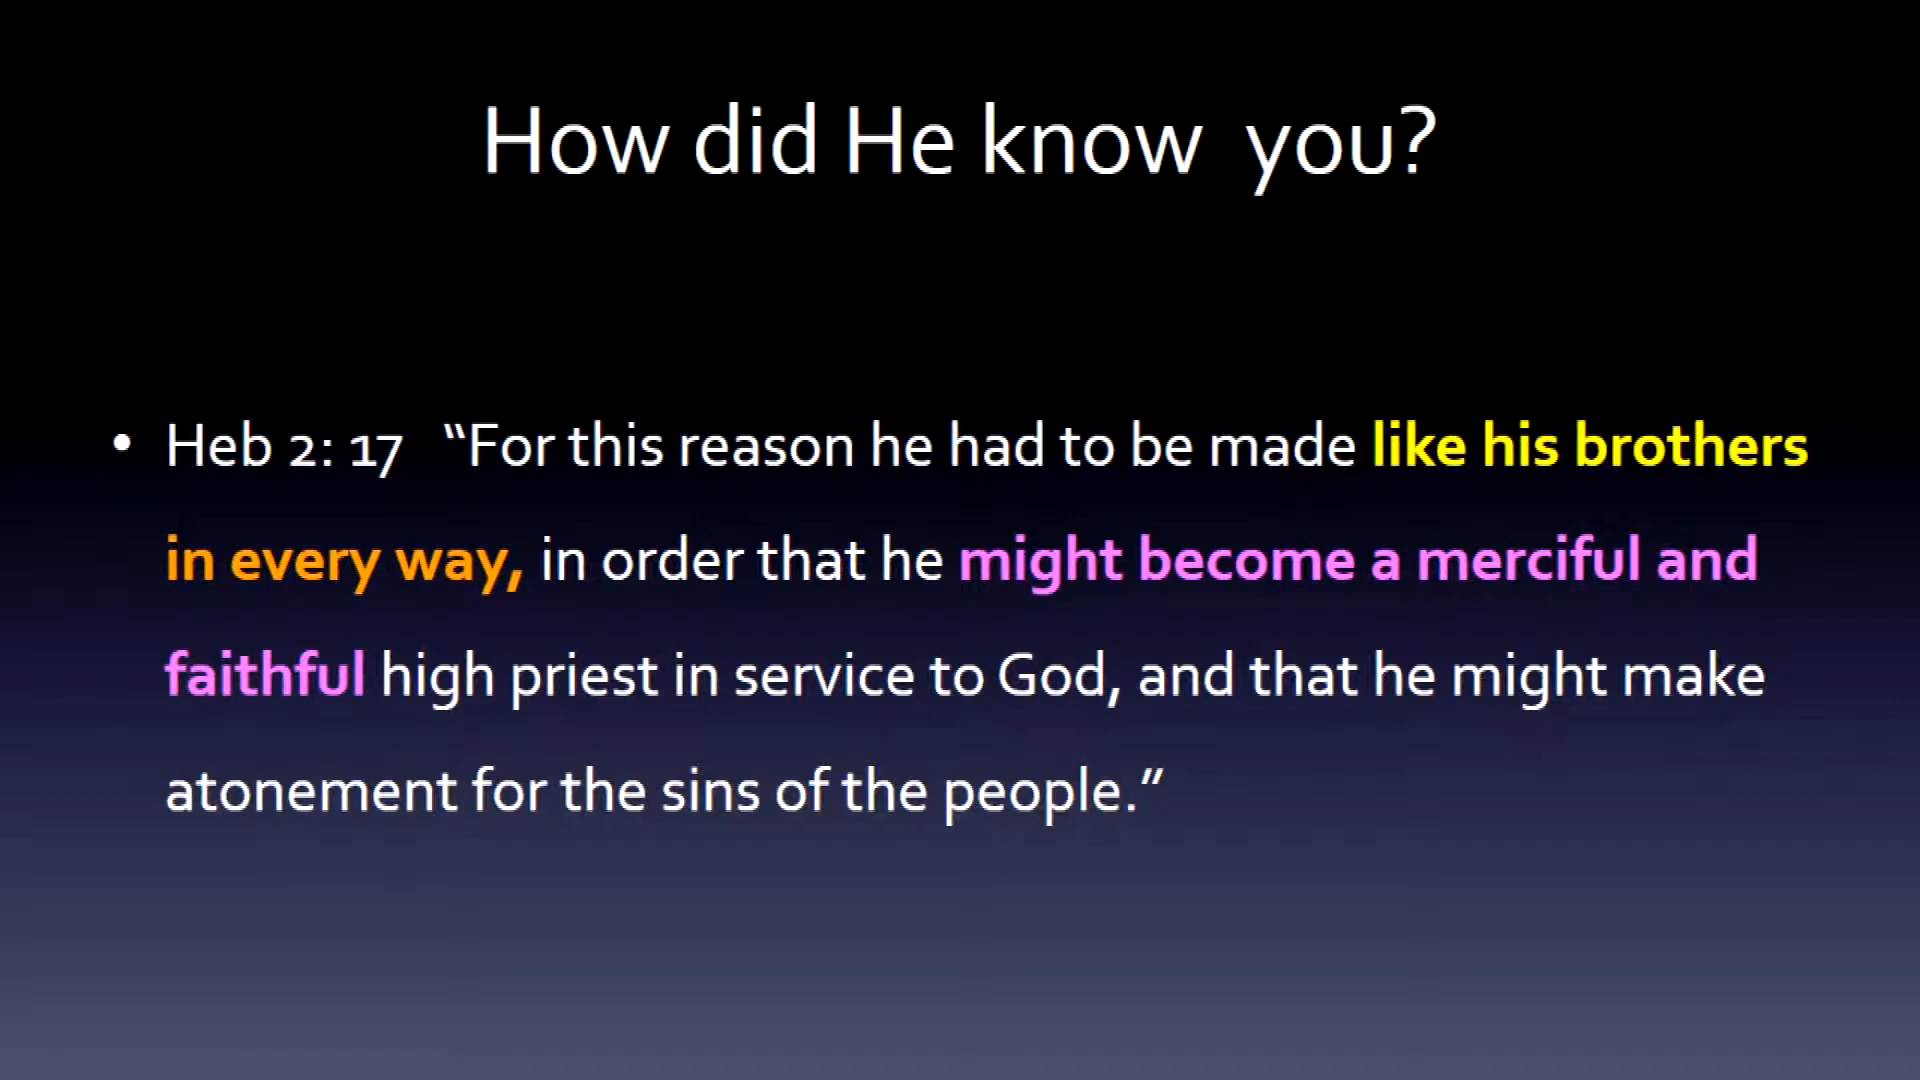 How did He know  you?
• Heb 2: 17  “For this reason he had to be made like his brothers
in every way, in order that he might become a merciful and
faithful high priest in service to God, and that he might make
atonement for the sins of the people.”